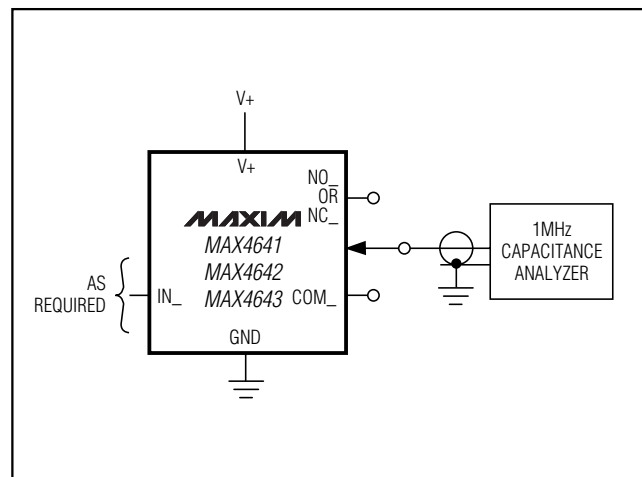 V+
V+
NO_
OR
NC_
MAXIM
MAX4641
MAX4642
MAX4643
AS
REQUIRED
IN_
COM_
GND
1MHz
CAPACITANCE
ANALYZER